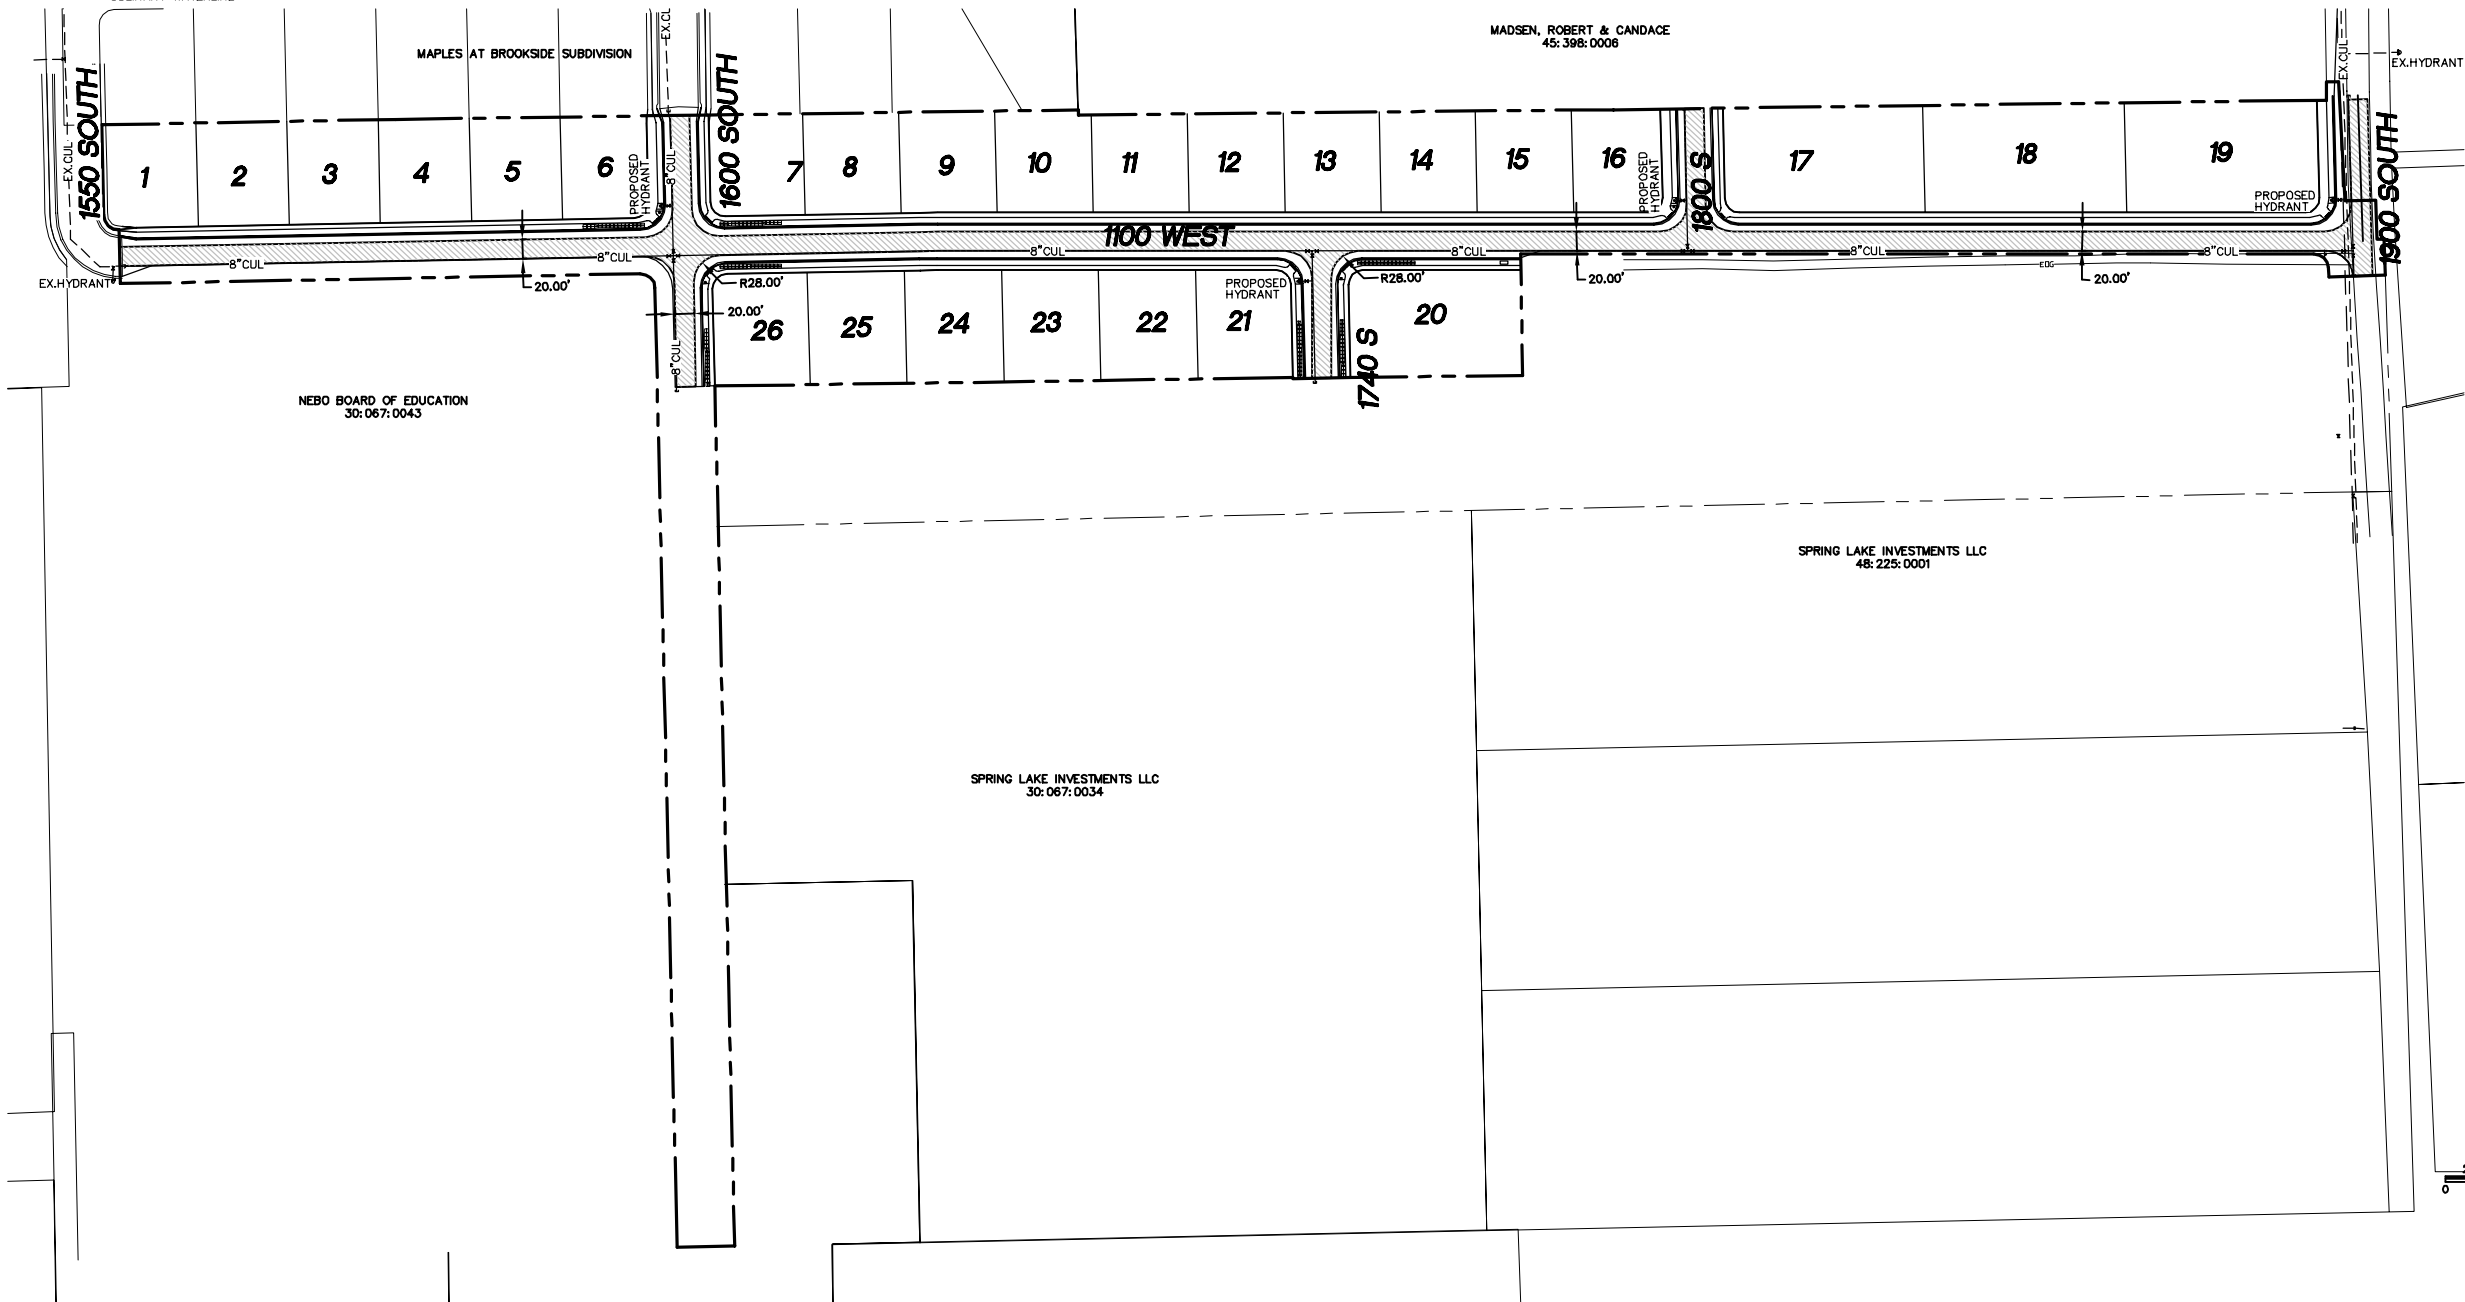 MAPLES AT BROOKSIDE SUBDIVISION
MADSEN, ROBERT & CANDACE
45:398:0006
EX.CUL
EX.HYDRANT
EX.CUL
1550 SOUTH
1
2
3
4
5
6
PROPOSED
HYDRANT
8"CUL
1600 SOUTH
7
8
9
10
11
12
13
14
15
16
PROPOSED
HYDRANT
1800 S
17
18
19
PROPOSED
HYDRANT
1900 SOUTH
1100 WEST
8"CUL
8"CUL
8"CUL
8"CUL
8"CUL
8"CUL
EOG
EX.HYDRANT
20.00'
R28.00'
PROPOSED
HYDRANT
R28.00'
20.00'
20.00'
20.00'
8"CUL
26
25
24
23
22
21
1740 S
20
NEBO BOARD OF EDUCATION
30:067:0043
SPRING LAKE INVESTMENTS LLC
48:225:0001
SPRING LAKE INVESTMENTS LLC
30:067:0034
0